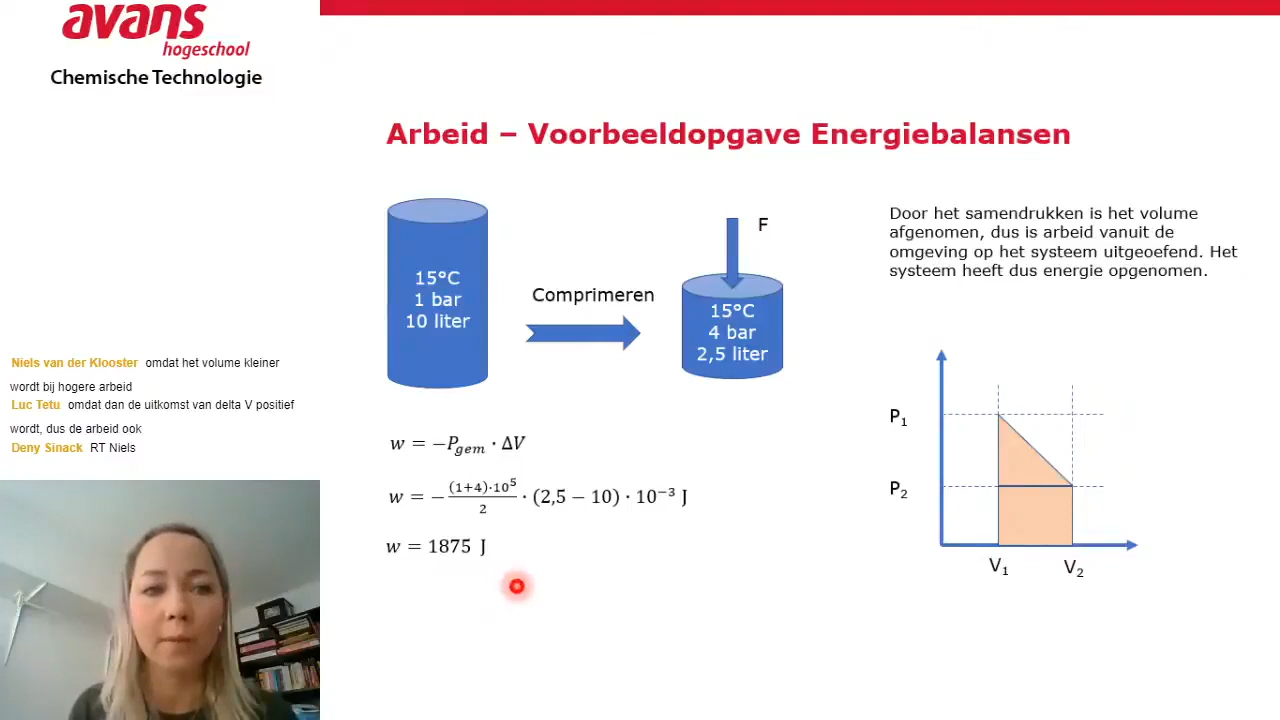 avans
hogeschool
Chemische Technologie
Arbeid – Voorbeeldopgave Energiebalansen
15°C
1 bar
10 liter
Comprimeren
F
15°C
4 bar
2,5 liter
Door het samendrukken is het volume
afgenomen, dus is arbeid vanuit de
omgeving op het systeem uitgeoefend. Het
systeem heeft dus energie opgenomen.
Niels van der Klooster omdat het volume kleiner
wordt bij hogere arbeid
Luc Tetu omdat dan de uitkomst van delta V positief
wordt, dus de arbeid ook
Deny Sinack RT Niels
w = −P_gem · ΔV
w = − (1+4)·10⁵ / 2 · (2,5 − 10) · 10⁻³ J
w = 1875 J
P₁
P₂
V₁
V₂